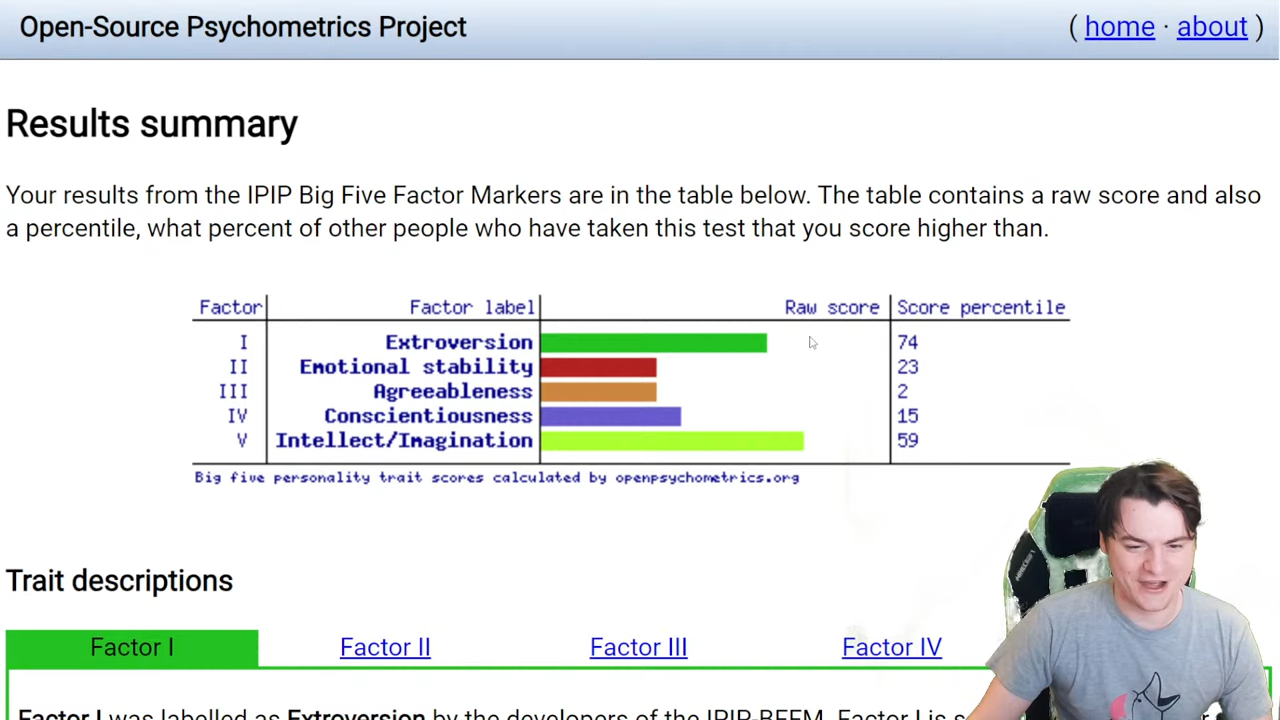 Open-Source Psychometrics Project ( home · about )
Results summary
Your results from the IPIP Big Five Factor Markers are in the table below. The table contains a raw score and also
a percentile, what percent of other people who have taken this test that you score higher than.
Factor Factor label Raw score Score percentile
I Extroversion 74
II Emotional stability 23
III Agreeableness 2
IV Conscientiousness 15
V Intellect/Imagination 59
Big five personality trait scores calculated by openpsychometrics.org
Trait descriptions
Factor I Factor II Factor III Factor IV
Factor I was labelled as Extroversion by the developers of the IPIP-BFFM. Factor I is